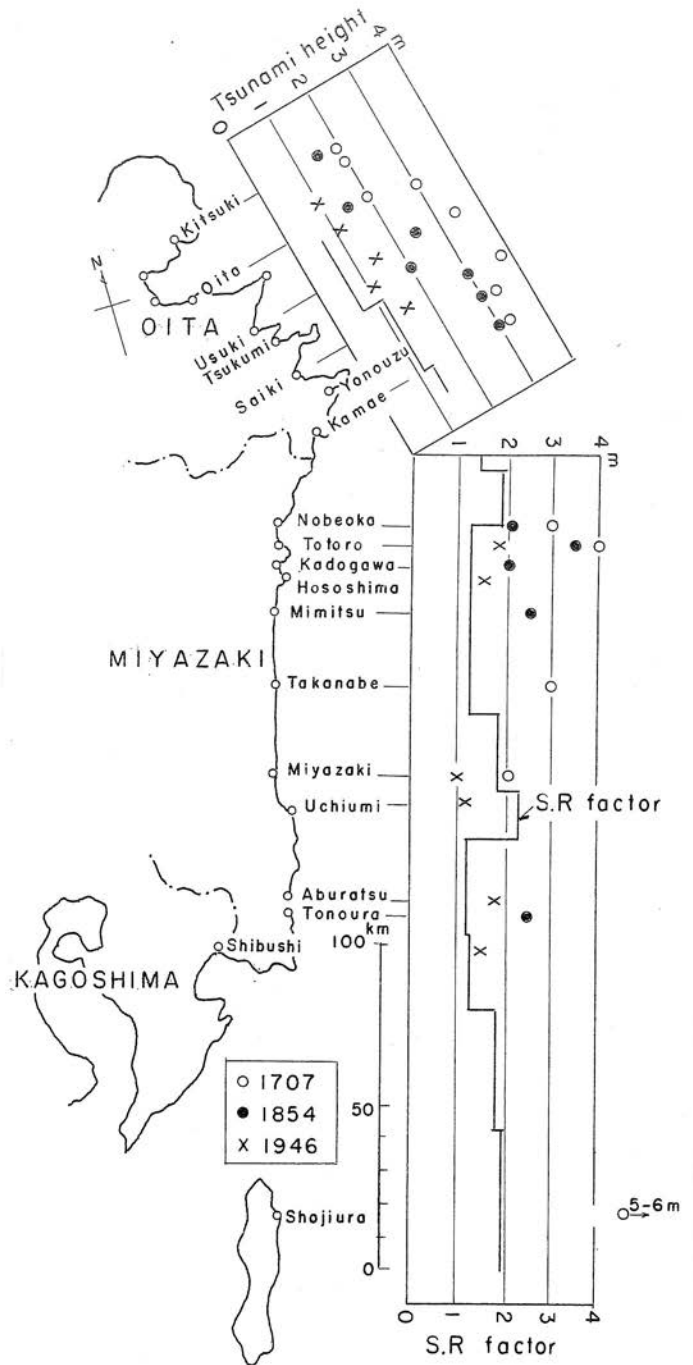 Tsunami height
0 1 2 3 4 m
Kitsuki
N
Oita
OITA
Usuki
Tsukumi
Saiki
Yonouzu
Kamae
1 2 3 4 m
Nobeoka
Totoro
Kadogawa
Hososhima
Mimitsu
MIYAZAKI
Takanabe
Miyazaki
Uchiumi
S.R factor
Aburatsu
Tonoura
km
100
Shibushi
KAGOSHIMA
○ 1707
● 1854
x 1946
50
5-6m
Shojiura
0
0 1 2 3 4
S.R factor